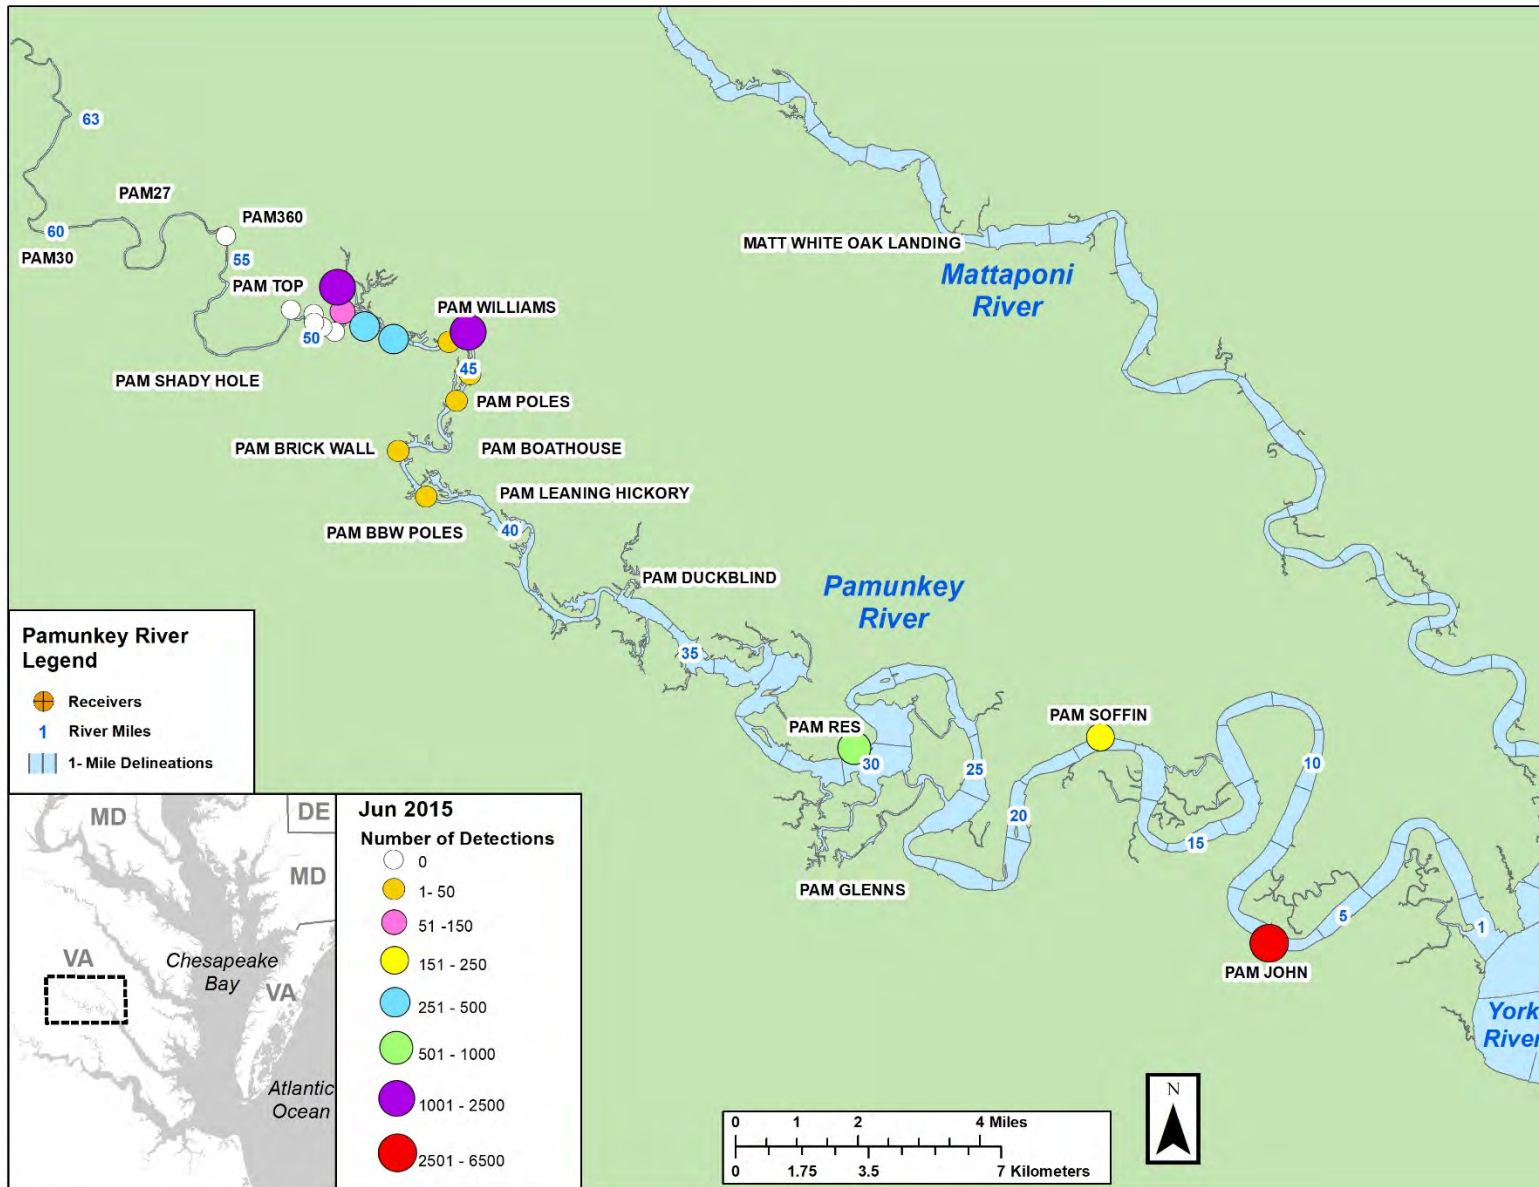 63
PAM27
PAM360
60
PAM30
55
MATT WHITE OAK LANDING
Mattaponi
River
PAM TOP
PAM WILLIAMS
50
45
PAM SHADY HOLE
PAM POLES
PAM BRICK WALL
PAM BOATHOUSE
PAM LEANING HICKORY
PAM BBW POLES
40
PAM DUCKBLIND
Pamunkey
River
35
PAM RES
30
25
PAM SOFFIN
10
20
15
PAM GLENNS
5
1
PAM JOHN
York
River
Pamunkey River
Legend
Receivers
1 River Miles
1- Mile Delineations
MD
DE
MD
VA
Chesapeake
Bay
VA
Atlantic
Ocean
Jun 2015
Number of Detections
0
1- 50
51 -150
151 - 250
251 - 500
501 - 1000
1001 - 2500
2501 - 6500
N
0 1 2 4 Miles
0 1.75 3.5 7 Kilometers